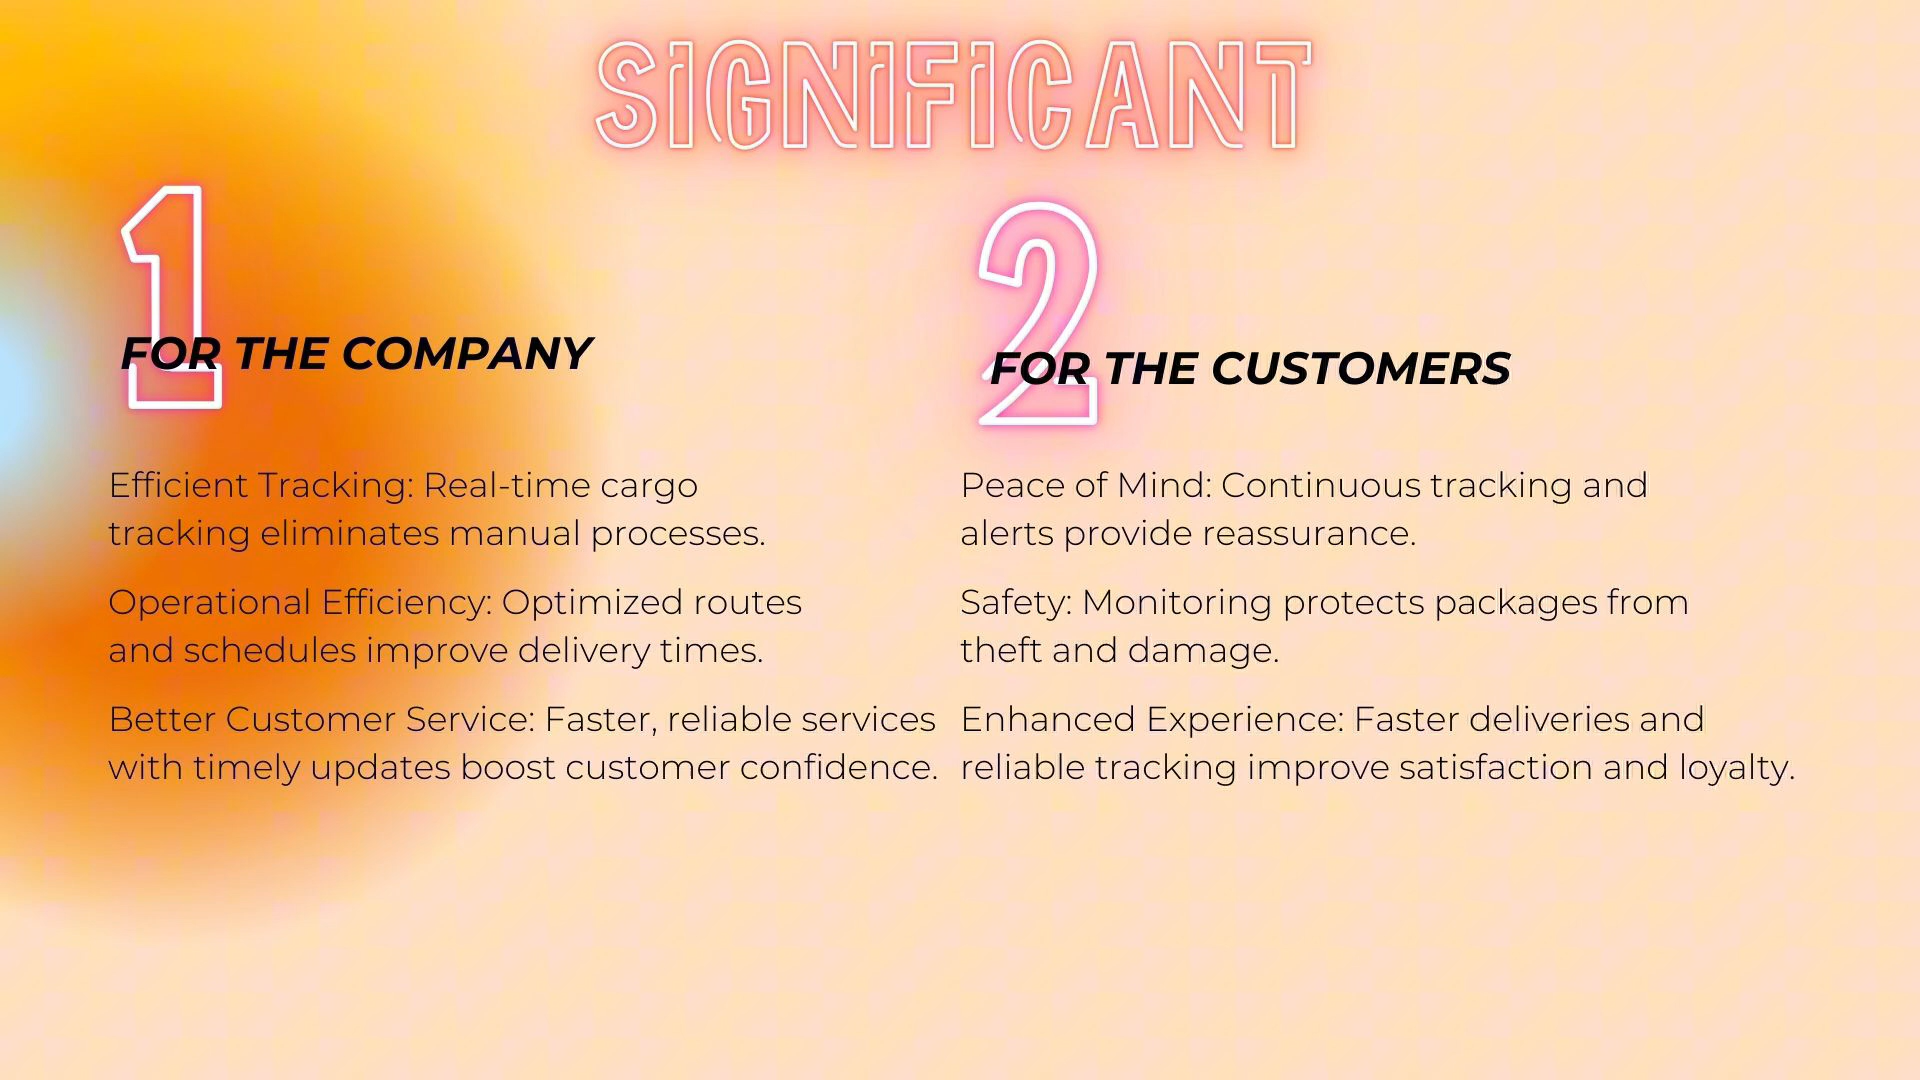 SIGNIFICANT
1
FOR THE COMPANY
Efficient Tracking: Real-time cargo
tracking eliminates manual processes.
Operational Efficiency: Optimized routes
and schedules improve delivery times.
Better Customer Service: Faster, reliable services
with timely updates boost customer confidence.
2
FOR THE CUSTOMERS
Peace of Mind: Continuous tracking and
alerts provide reassurance.
Safety: Monitoring protects packages from
theft and damage.
Enhanced Experience: Faster deliveries and
reliable tracking improve satisfaction and loyalty.